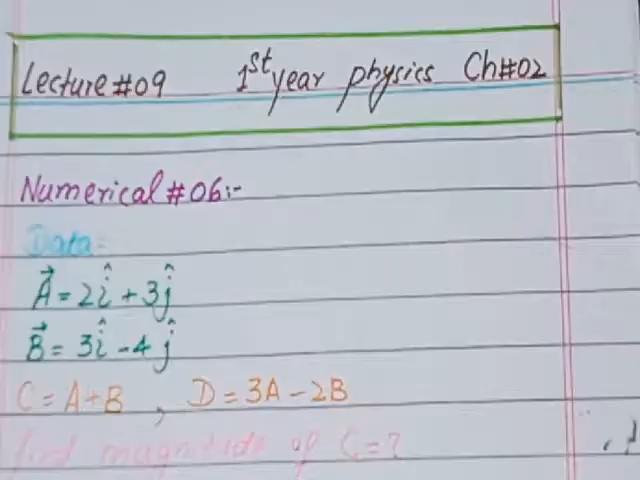 Lecture #09 1st year physics Ch#02
Numerical # 06:-
Data:
A⃗ = 2î + 3ĵ
B⃗ = 3î - 4ĵ
C = A+B , D = 3A - 2B
find magnitude of C = ?